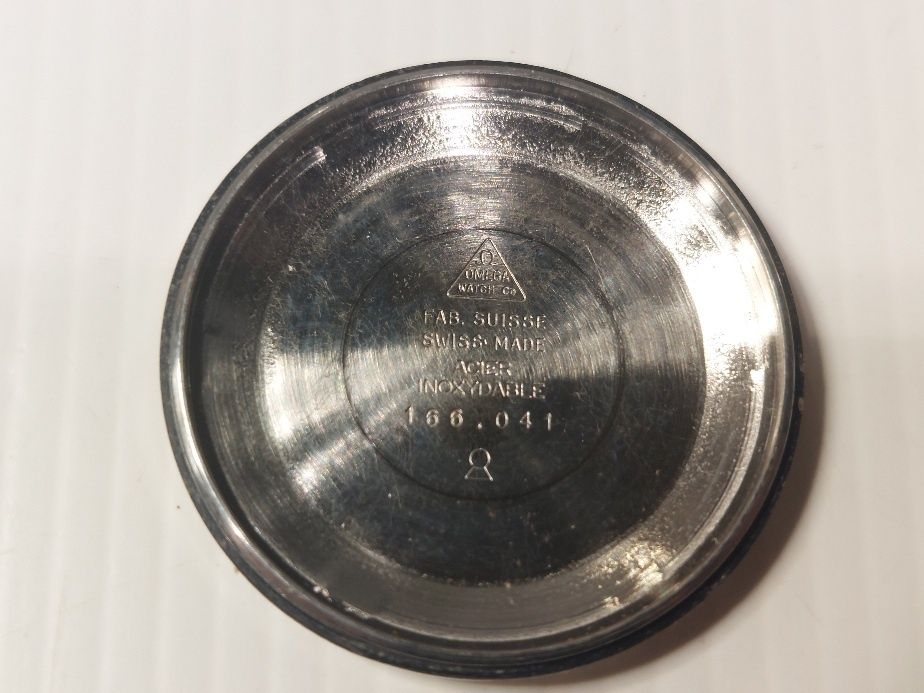 Ω
OMEGA
WATCH Co
FAB. SUISSE
SWISS MADE
ACIER
INOXYDABLE
166.041